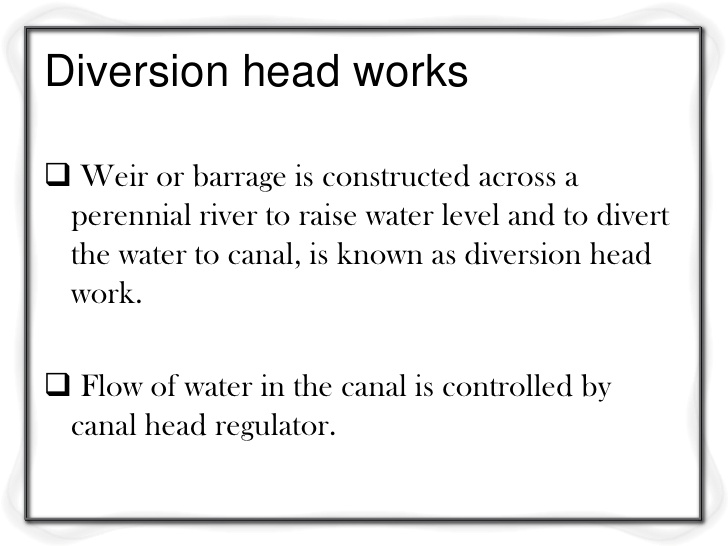 Diversion head works
❑ Weir or barrage is constructed across a
perennial river to raise water level and to divert
the water to canal, is known as diversion head
work.
❑ Flow of water in the canal is controlled by
canal head regulator.